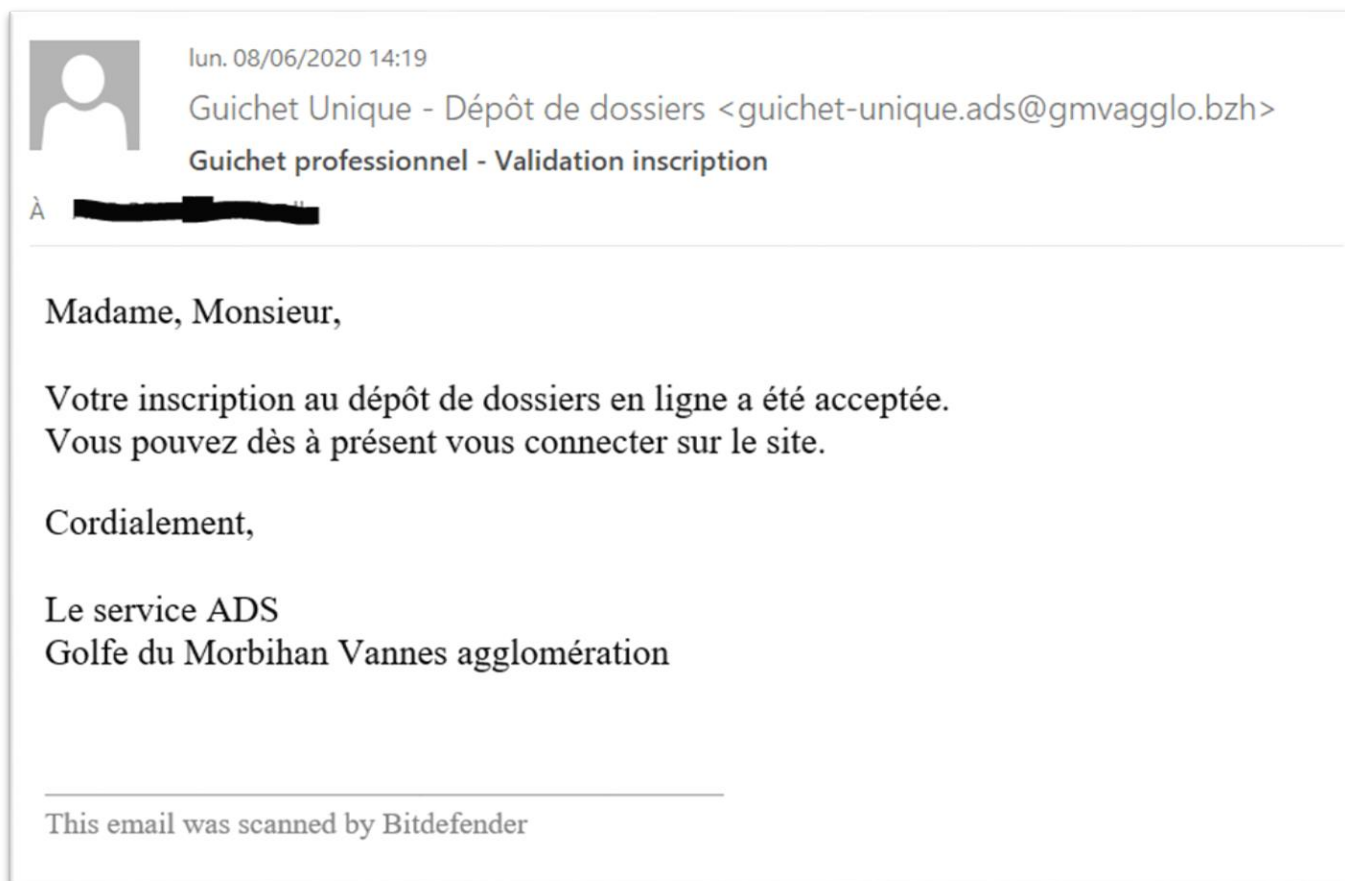 lun. 08/06/2020 14:19
Guichet Unique - Dépôt de dossiers <guichet-unique.ads@gmvagglo.bzh>
Guichet professionnel - Validation inscription
À
Madame, Monsieur,
Votre inscription au dépôt de dossiers en ligne a été acceptée.
Vous pouvez dès à présent vous connecter sur le site.
Cordialement,
Le service ADS
Golfe du Morbihan Vannes agglomération
This email was scanned by Bitdefender